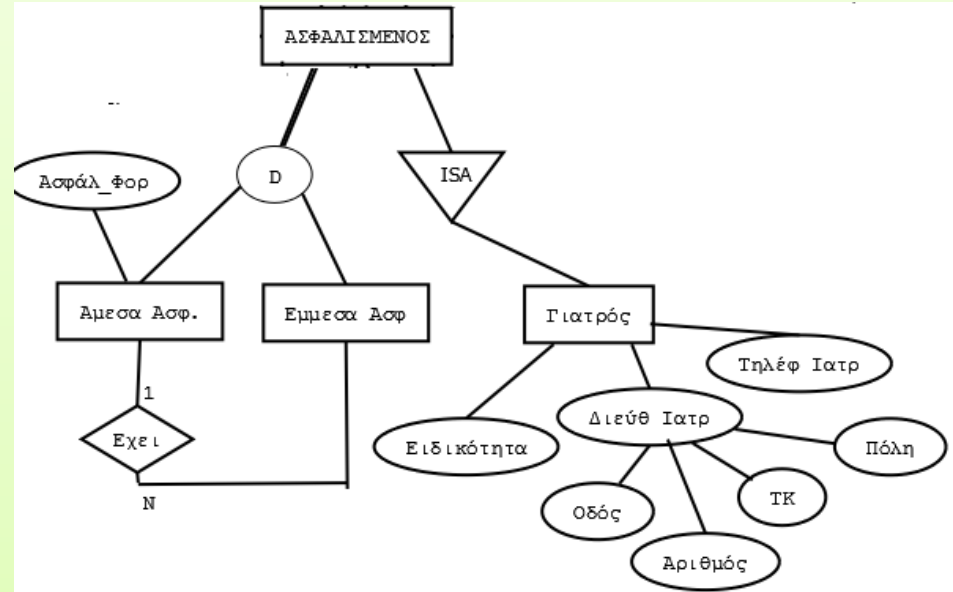 ΑΣΦΑΛΙΣΜΕΝΟΣ
D
ISA
Ασφάλ_Φορ
Αμεσα Ασφ.
Εμμεσα Ασφ
Γιατρός
Τηλέφ Ιατρ
1
Διεύθ Ιατρ
Εχει
Ειδικότητα
Πόλη
N
Οδός
ΤΚ
Αριθμός